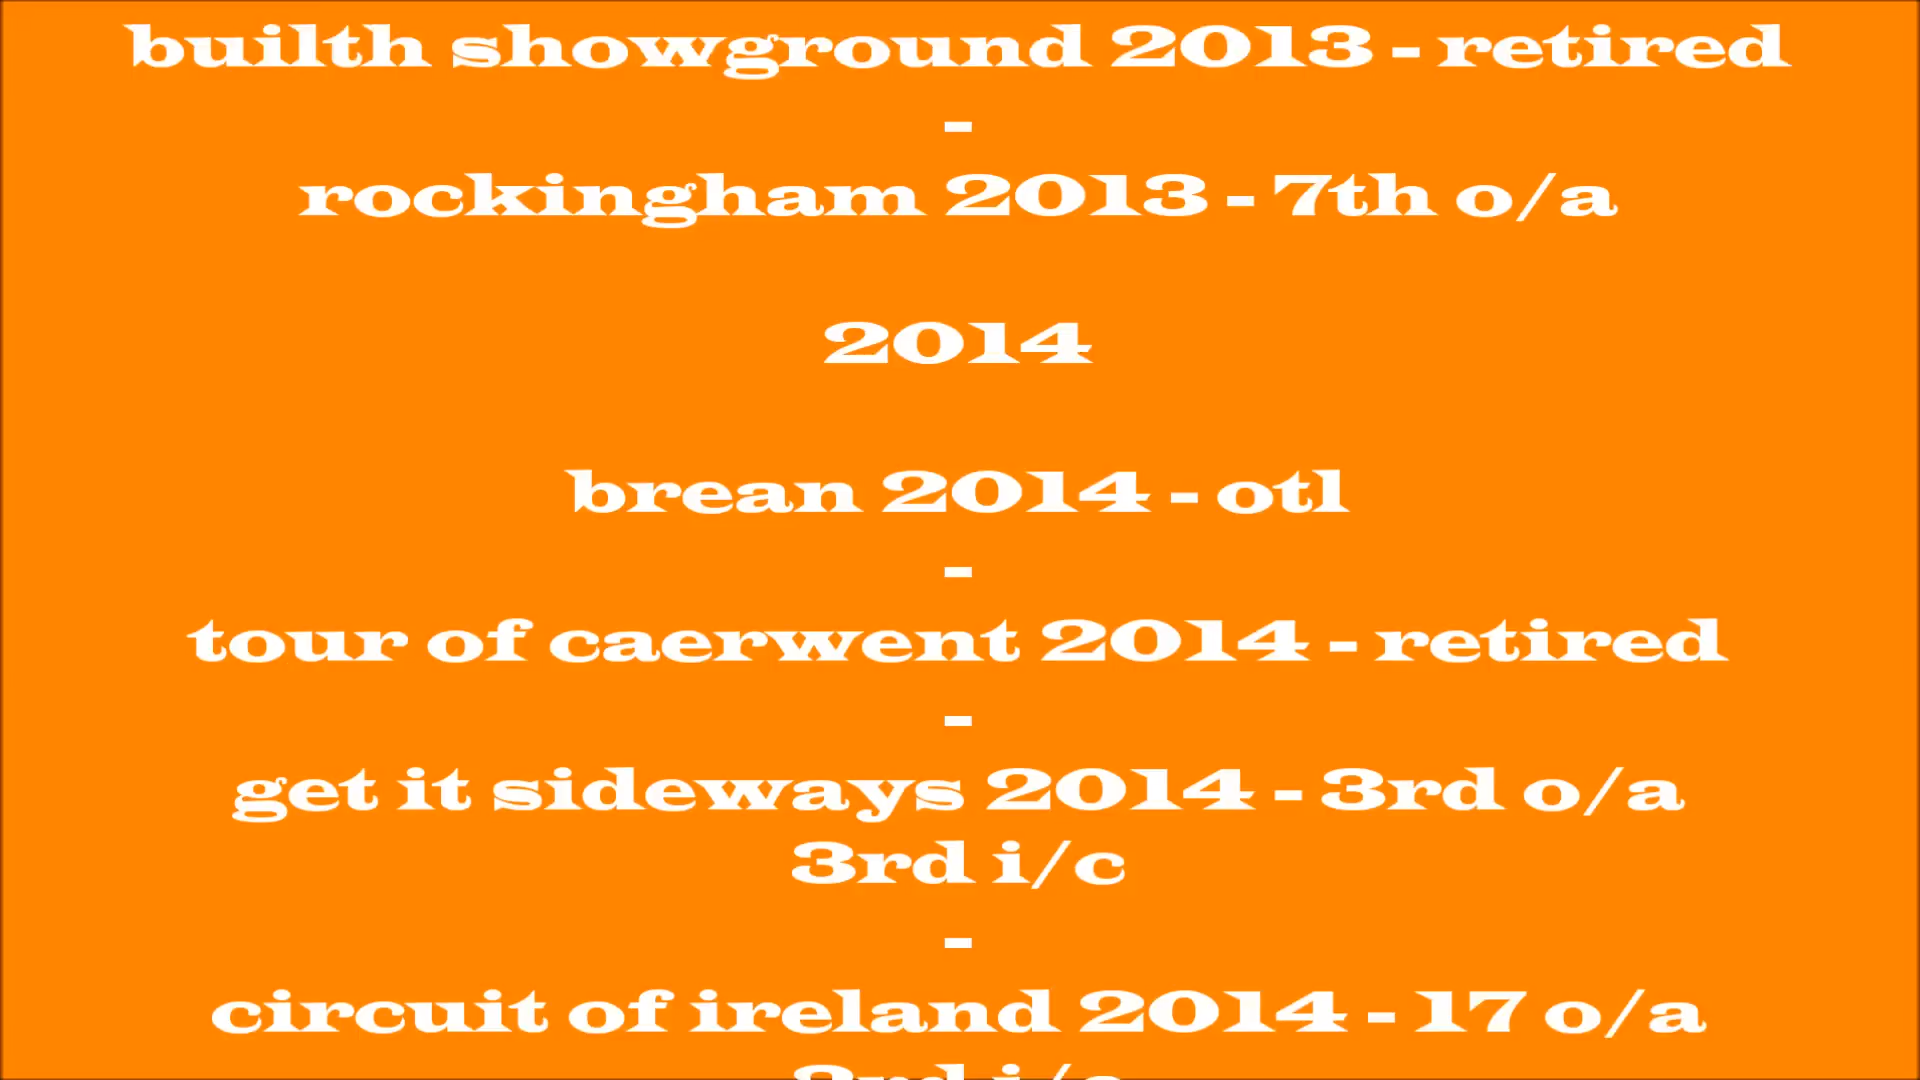 builth showground 2013 - retired
-
rockingham 2013 - 7th o/a
2014
brean 2014 - otl
-
tour of caerwent 2014 - retired
-
get it sideways 2014 - 3rd o/a
3rd i/c
-
circuit of ireland 2014 - 17 o/a